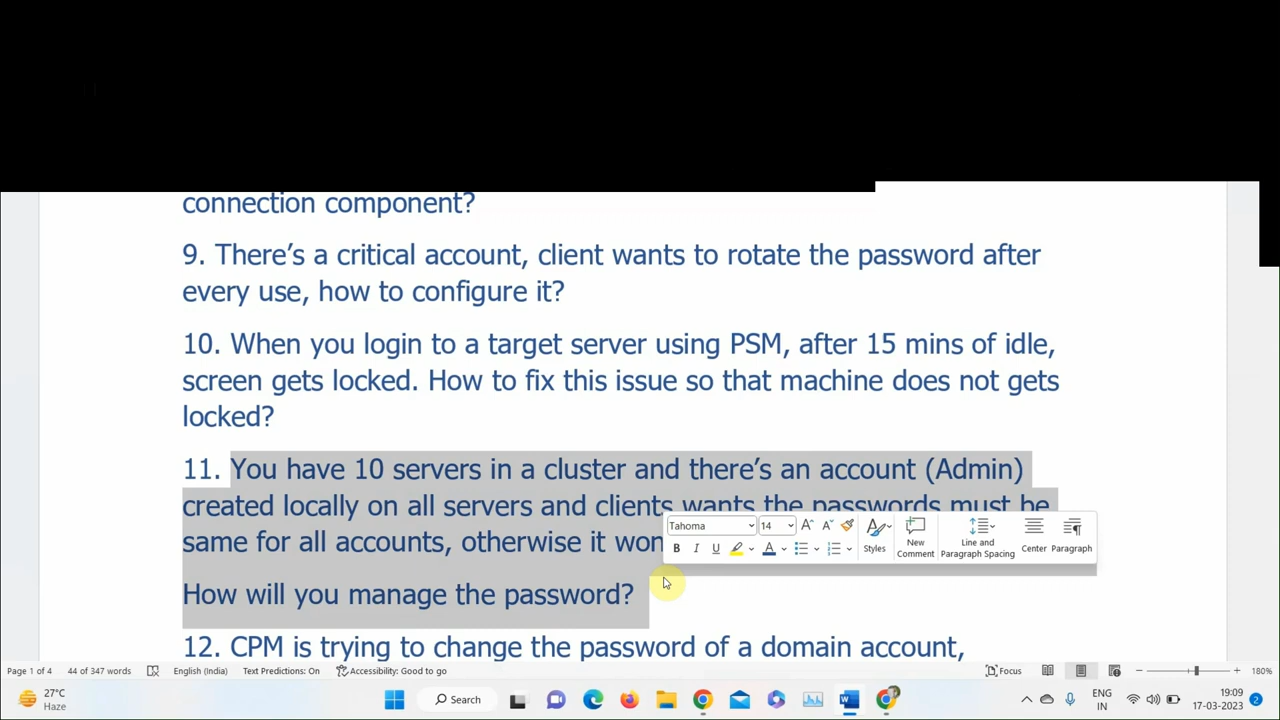 connection component?
9. There's a critical account, client wants to rotate the password after
every use, how to configure it?
10. When you login to a target server using PSM, after 15 mins of idle,
screen gets locked. How to fix this issue so that machine does not gets
locked?
11. You have 10 servers in a cluster and there's an account (Admin)
created locally on all servers and clients wants the passwords must be
same for all accounts, otherwise it
Tahoma 14
Styles New Comment Line and Paragraph Spacing Center Paragraph
How will you manage the password?
12. CPM is trying to change the password of a domain account,
Page 1 of 4 44 of 347 words English (India) Text Predictions: On Accessibility: Good to go Focus 180%
27°C
Haze
Search
ENG
IN
19:09
17-03-2023
2